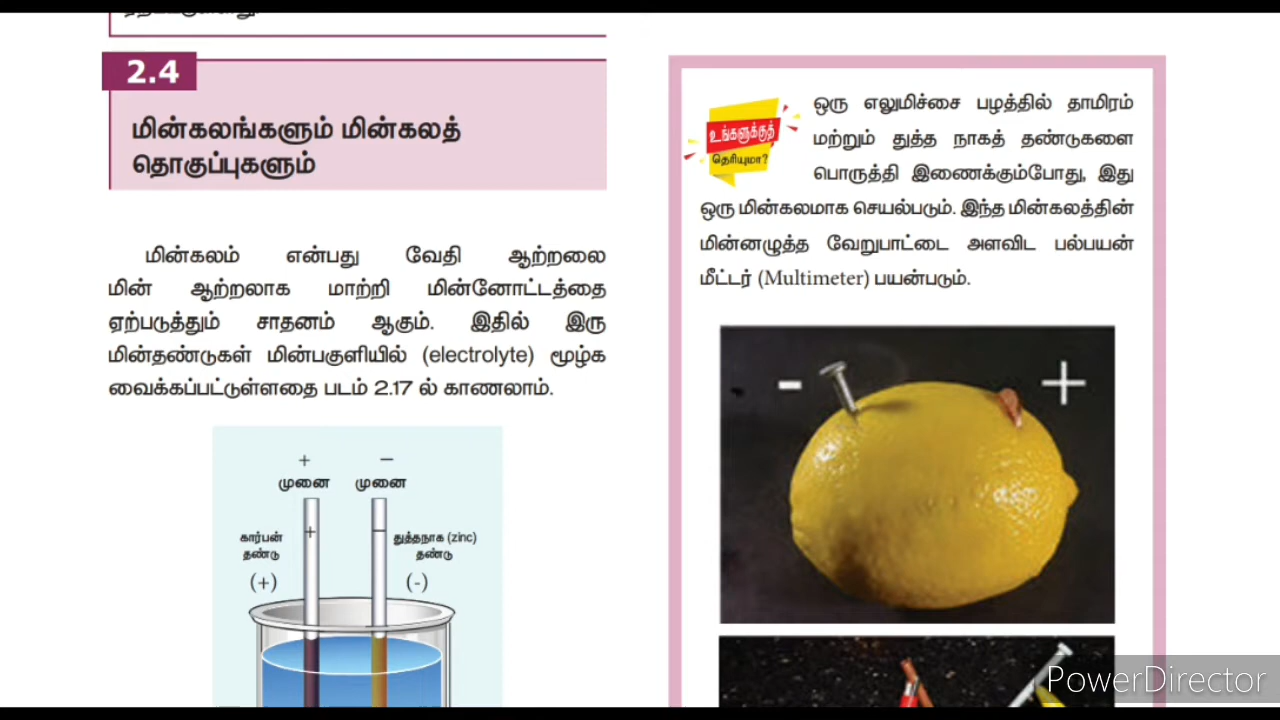 2.4
மின்கலங்களும் மின்கலத்
தொகுப்புகளும்
மின்கலம் என்பது வேதி ஆற்றலை
மின் ஆற்றலாக மாற்றி மின்னோட்டத்தை
ஏற்படுத்தும் சாதனம் ஆகும். இதில் இரு
மின்தண்டுகள் மின்பகுளியில் (electrolyte) மூழ்க
வைக்கப்பட்டுள்ளதை படம் 2.17 ல் காணலாம்.
+ −
முனை முனை
+ −
கார்பன் துத்தநாக (zinc)
தண்டு தண்டு
(+) (-)
உங்களுக்குத்
தெரியுமா?
ஒரு எலுமிச்சை பழத்தில் தாமிரம்
மற்றும் துத்த நாகத் தண்டுகளை
பொருத்தி இணைக்கும்போது, இது
ஒரு மின்கலமாக செயல்படும். இந்த மின்கலத்தின்
மின்னழுத்த வேறுபாட்டை அளவிட பல்பயன்
மீட்டர் (Multimeter) பயன்படும்.
- +
PowerDirector